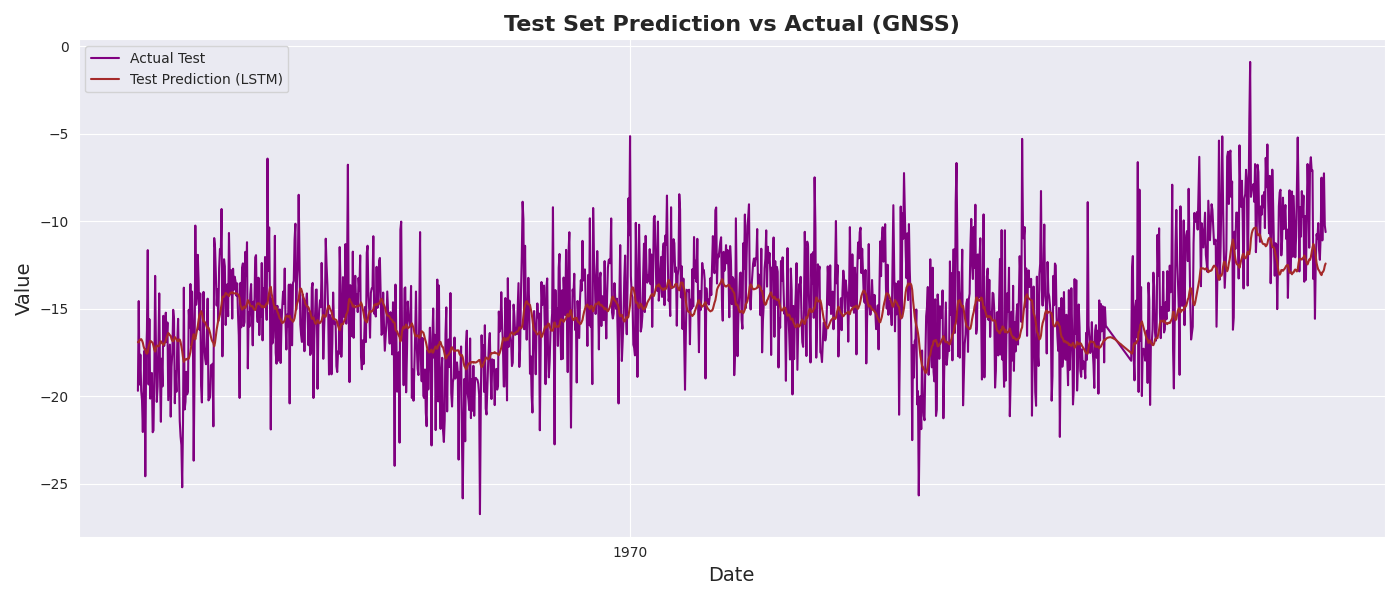 Test Set Prediction vs Actual (GNSS)
Actual Test
Test Prediction (LSTM)
0
−5
−10
−15
−20
−25
Value
1970
Date